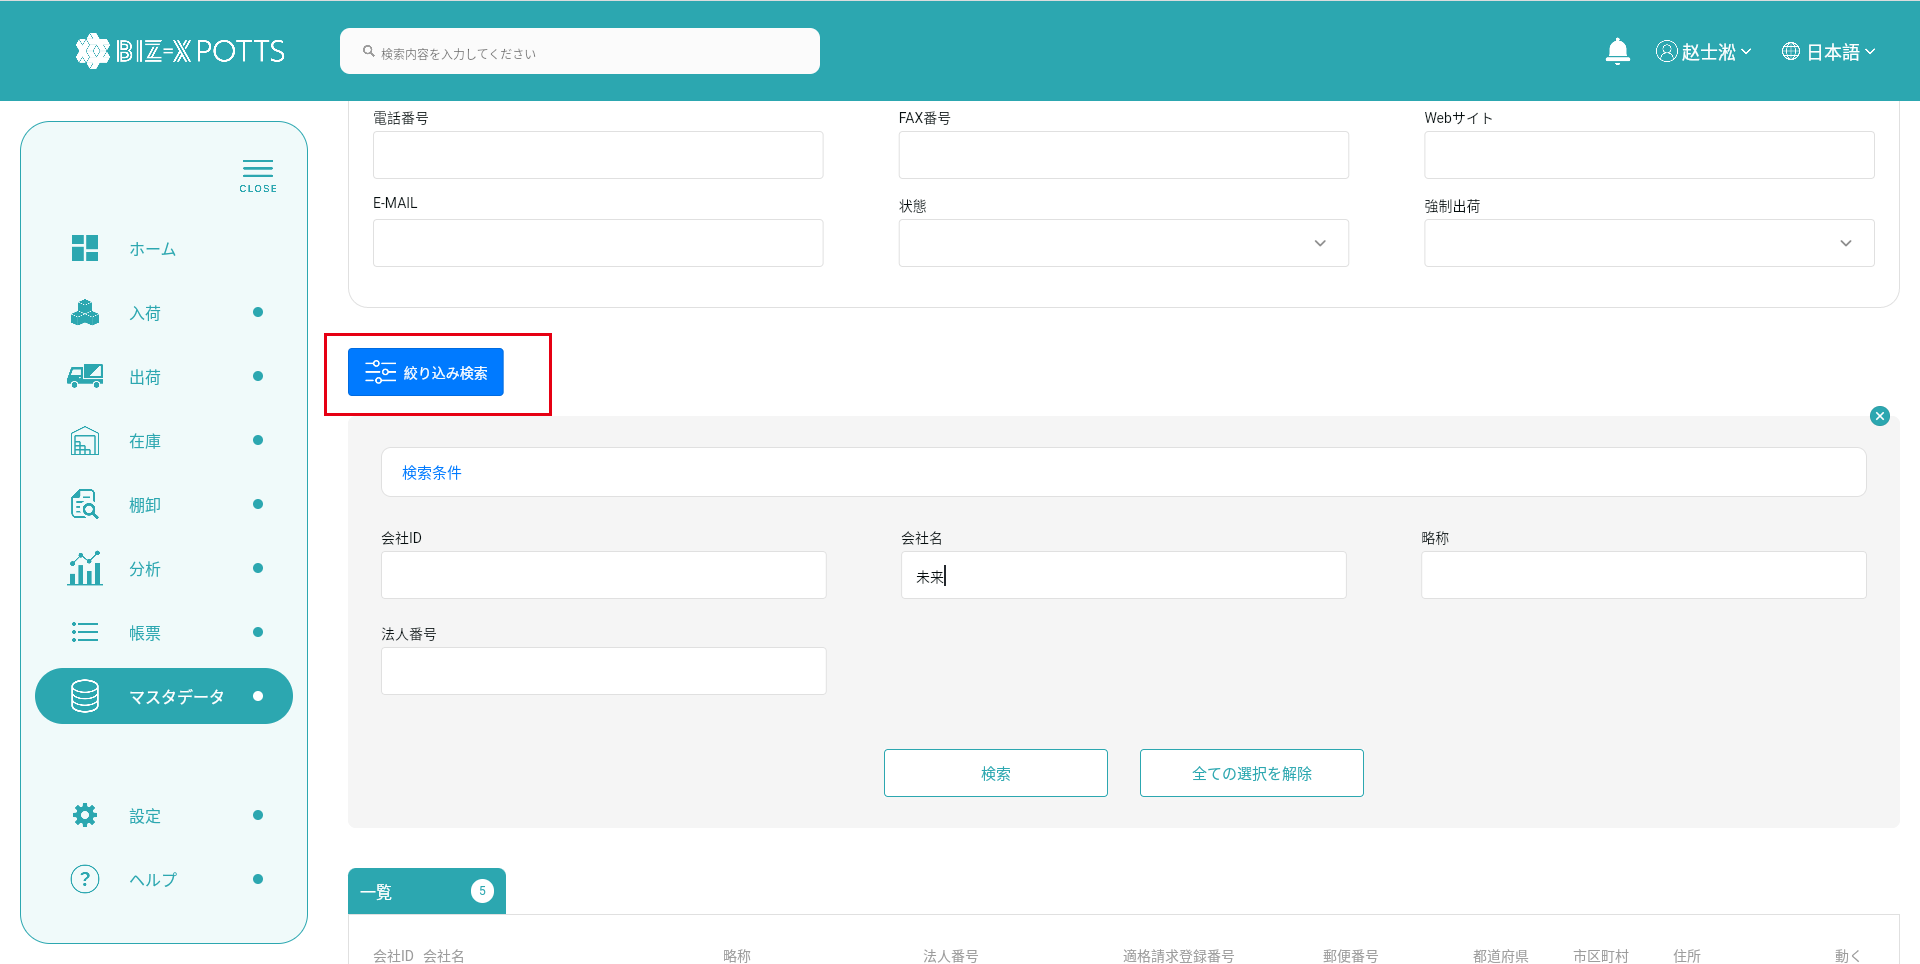 BIZ=X POTTS
検索内容を入力してください
赵士淞
日本語
CLOSE
ホーム
入荷
出荷
在庫
棚卸
分析
帳票
マスタデータ
設定
ヘルプ
電話番号
FAX番号
Webサイト
E-MAIL
状態
強制出荷
絞り込み検索
検索条件
会社ID
会社名
略称
未来
法人番号
検索
全ての選択を解除
一覧
5
会社ID 会社名 略称 法人番号 適格請求登録番号 郵便番号 都道府県 市区町村 住所 動く